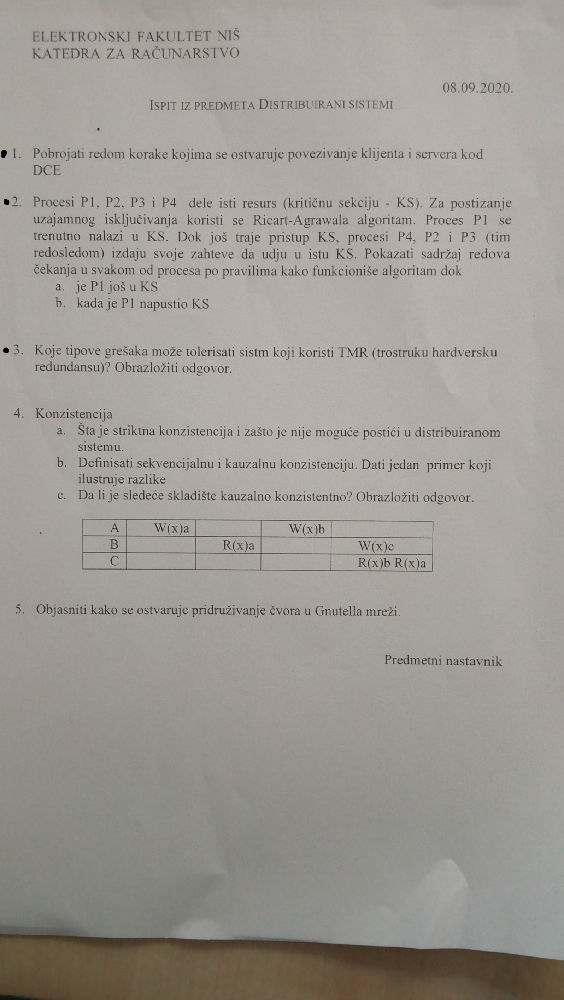 ELEKTRONSKI FAKULTET NIŠ
KATEDRA ZA RAČUNARSTVO
08.09.2020.
ISPIT IZ PREDMETA DISTRIBUIRANI SISTEMI
1. Pobrojati redom korake kojima se ostvaruje povezivanje klijenta i servera kod
DCE
2. Procesi P1, P2, P3 i P4 dele isti resurs (kritičnu sekciju - KS). Za postizanje
uzajamnog isključivanja koristi se Ricart-Agrawala algoritam. Proces P1 se
trenutno nalazi u KS. Dok još traje pristup KS, procesi P4, P2 i P3 (tim
redosledom) izdaju svoje zahteve da udju u istu KS. Pokazati sadržaj redova
čekanja u svakom od procesa po pravilima kako funkcioniše algoritam dok
a. je P1 još u KS
b. kada je P1 napustio KS
3. Koje tipove grešaka može tolerisati sistm koji koristi TMR (trostruku hardversku
redundansu)? Obrazložiti odgovor.
4. Konzistencija
a. Šta je striktna konzistencija i zašto je nije moguće postići u distribuiranom
sistemu.
b. Definisati sekvencijalnu i kauzalnu konzistenciju. Dati jedan primer koji
ilustruje razlike
c. Da li je sledeće skladište kauzalno konzistentno? Obrazložiti odgovor.
A W(x)a W(x)b
B R(x)a W(x)c
C R(x)b R(x)a
5. Objasniti kako se ostvaruje pridruživanje čvora u Gnutella mreži.
Predmetni nastavnik